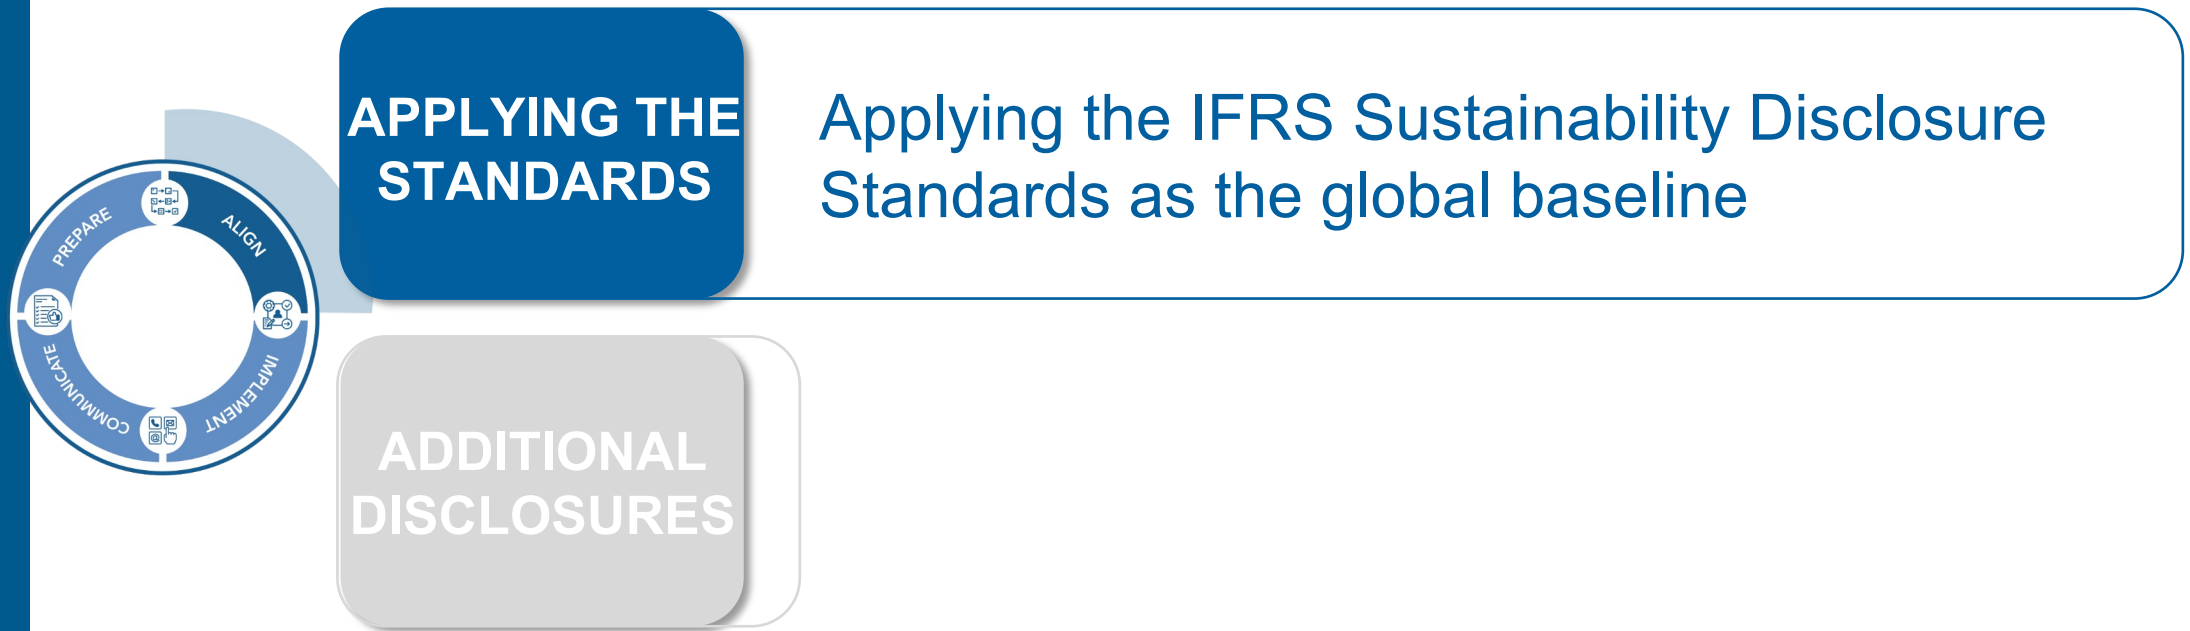 APPLYING THE
STANDARDS
Applying the IFRS Sustainability Disclosure
Standards as the global baseline
PREPARE
ALIGN
IMPLEMENT
COMMUNICATE
ADDITIONAL
DISCLOSURES